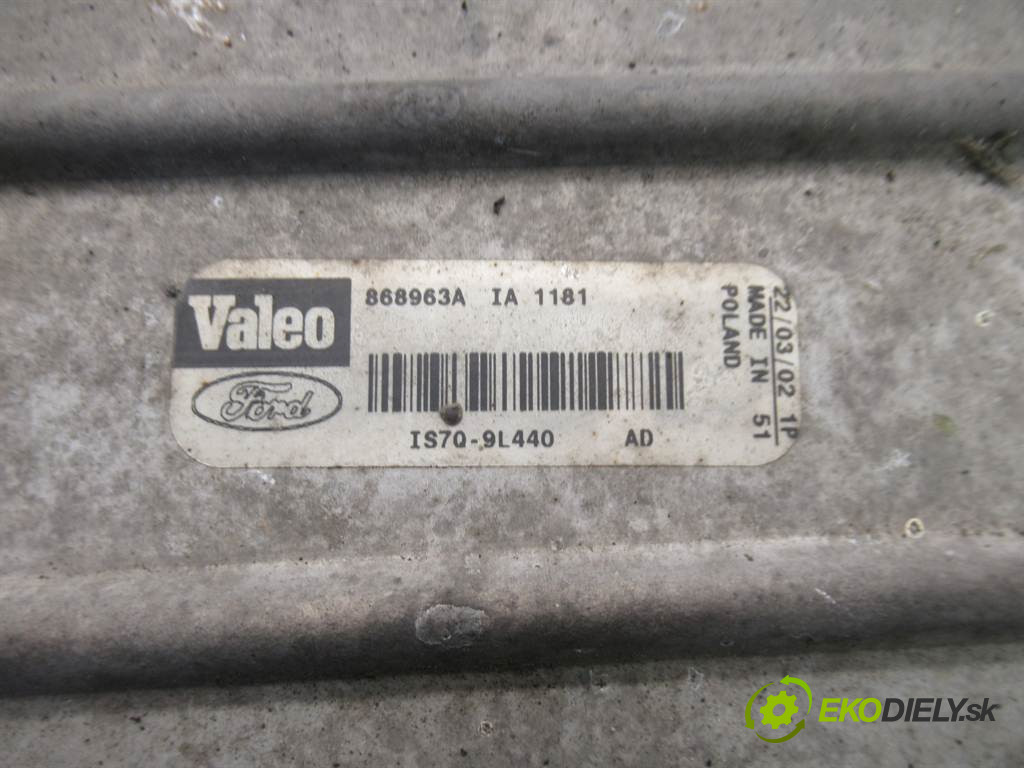 Valeo
868963A IA 1181
Ford
IS7Q-9L440 AD
22/03/02 1P
MADE IN 51
POLAND
EKODIELY.sk